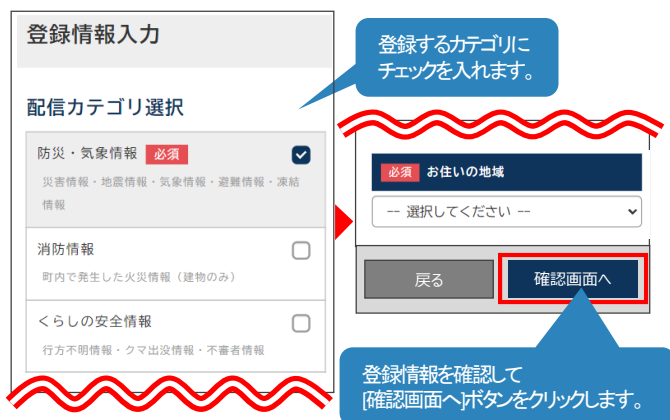 登録情報入力
登録するカテゴリに
チェックを入れます。
配信カテゴリ選択
防災・気象情報 必須
災害情報・地震情報・気象情報・避難情報・凍結
情報
消防情報
町内で発生した火災情報（建物のみ）
くらしの安全情報
行方不明情報・クマ出没情報・不審者情報
必須 お住いの地域
-- 選択してください --
戻る 確認画面へ
登録情報を確認して
[確認画面へ]ボタンをクリックします。